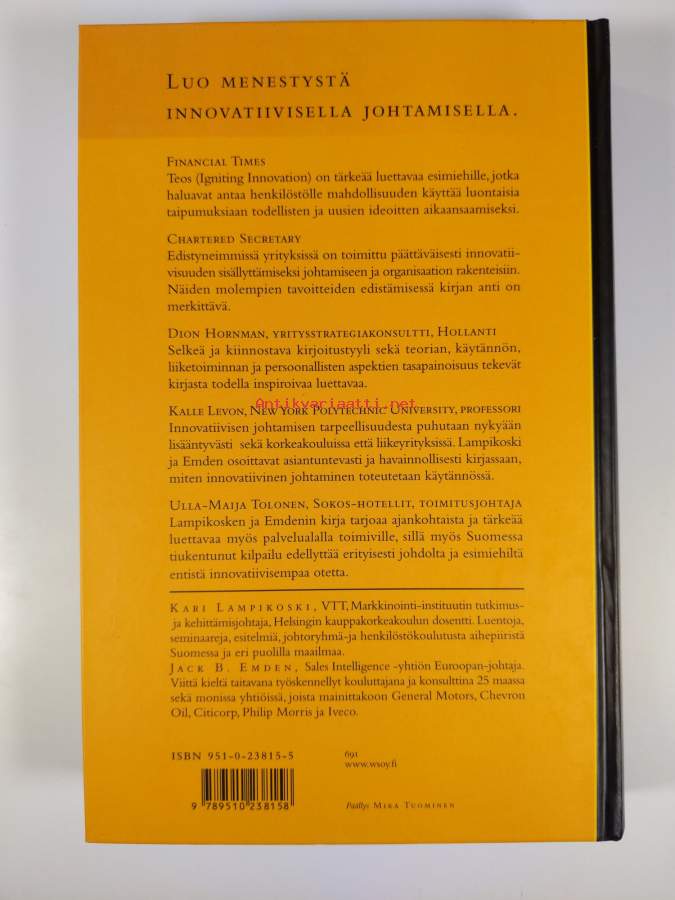 Luo menestystä
innovatiivisella johtamisella.
Financial Times
Teos (Igniting Innovation) on tärkeää luettavaa esimiehille, jotka
haluavat antaa henkilöstölle mahdollisuuden käyttää luontaisia
taipumuksiaan todellisten ja uusien ideoitten aikaansaamiseksi.
Chartered Secretary
Edistyneimmissä yrityksissä on toimittu päättäväisesti innovatii-
visuuden sisällyttämiseksi johtamiseen ja organisaation rakenteisiin.
Näiden molempien tavoitteiden edistämisessä kirjan anti on
merkittävä.
Dion Hornman, yritysstrategiakonsultti, Hollanti
Selkeä ja kiinnostava kirjoitustyyli sekä teorian, käytännön,
liiketoiminnan ja persoonallisten aspektien tasapainoisuus tekevät
kirjasta todella inspiroivaa luettavaa.
Antikvariaatti.net
Kalle Levon, New York Polytechnic University, professori
Innovatiivisen johtamisen tarpeellisuudesta puhutaan nykyään
lisääntyvästi sekä korkeakouluissa että liikeyrityksissä. Lampikoski
ja Emden osoittavat asiantuntevasti ja havainnollisesti kirjassaan,
miten innovatiivinen johtaminen toteutetaan käytännössä.
Ulla-Maija Tolonen, Sokos-hotellit, toimitusjohtaja
Lampikosken ja Emdenin kirja tarjoaa ajankohtaista ja tärkeää
luettavaa myös palvelualalla toimiville, sillä myös Suomessa
tiukentunut kilpailu edellyttää erityisesti johdolta ja esimiehiltä
entistä innovatiivisempaa otetta.
Kari Lampikoski, VTT, Markkinointi-instituutin tutkimus-
ja kehittämisjohtaja, Helsingin kauppakorkeakoulun dosentti. Luentoja,
seminaareja, esitelmiä, johtoryhmä-ja henkilöstökoulutusta aihepiiristä
Suomessa ja eri puolilla maailmaa.
Jack B. Emden, Sales Intelligence -yhtiön Euroopan-johtaja.
Viittä kieltä taitavana työskennellyt kouluttajana ja konsulttina 25 maassa
sekä monissa yhtiöissä, joista mainittakoon General Motors, Chevron
Oil, Citicorp, Philip Morris ja Iveco.
ISBN 951-0-23815-5
691
www.wsoy.fi
9 789510 238158
Päällys Mika Tuominen